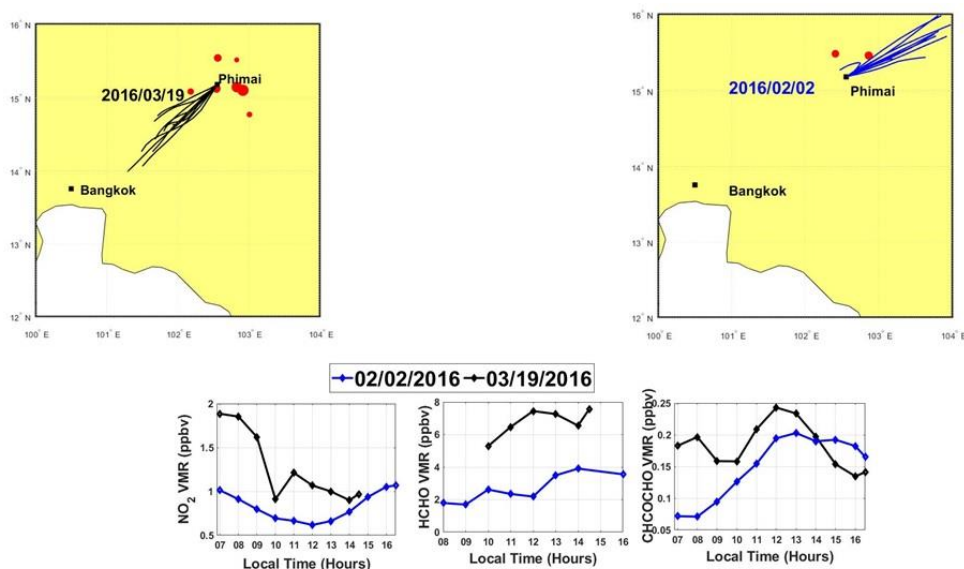 16° N
15° N
14° N
13° N
12° N
100° E
101° E
102° E
103° E
104° E
2016/03/19
Phimai
Bangkok
16° N
15° N
14° N
13° N
12° N
100° E
101° E
102° E
103° E
104° E
2016/02/02
Phimai
Bangkok
02/02/2016 03/19/2016
NO2 VMR (ppbv)
2
1.5
1
0.5
07 08 09 10 11 12 13 14 15 16
Local Time (Hours)
HCHO VMR (ppbv)
8
6
4
2
0
08 09 10 11 12 13 14 15 16
Local Time (Hours)
CHCOCHO VMR (ppbv)
0.25
0.2
0.15
0.1
0.05
07 08 09 10 11 12 13 14 15 16
Local Time (Hours)